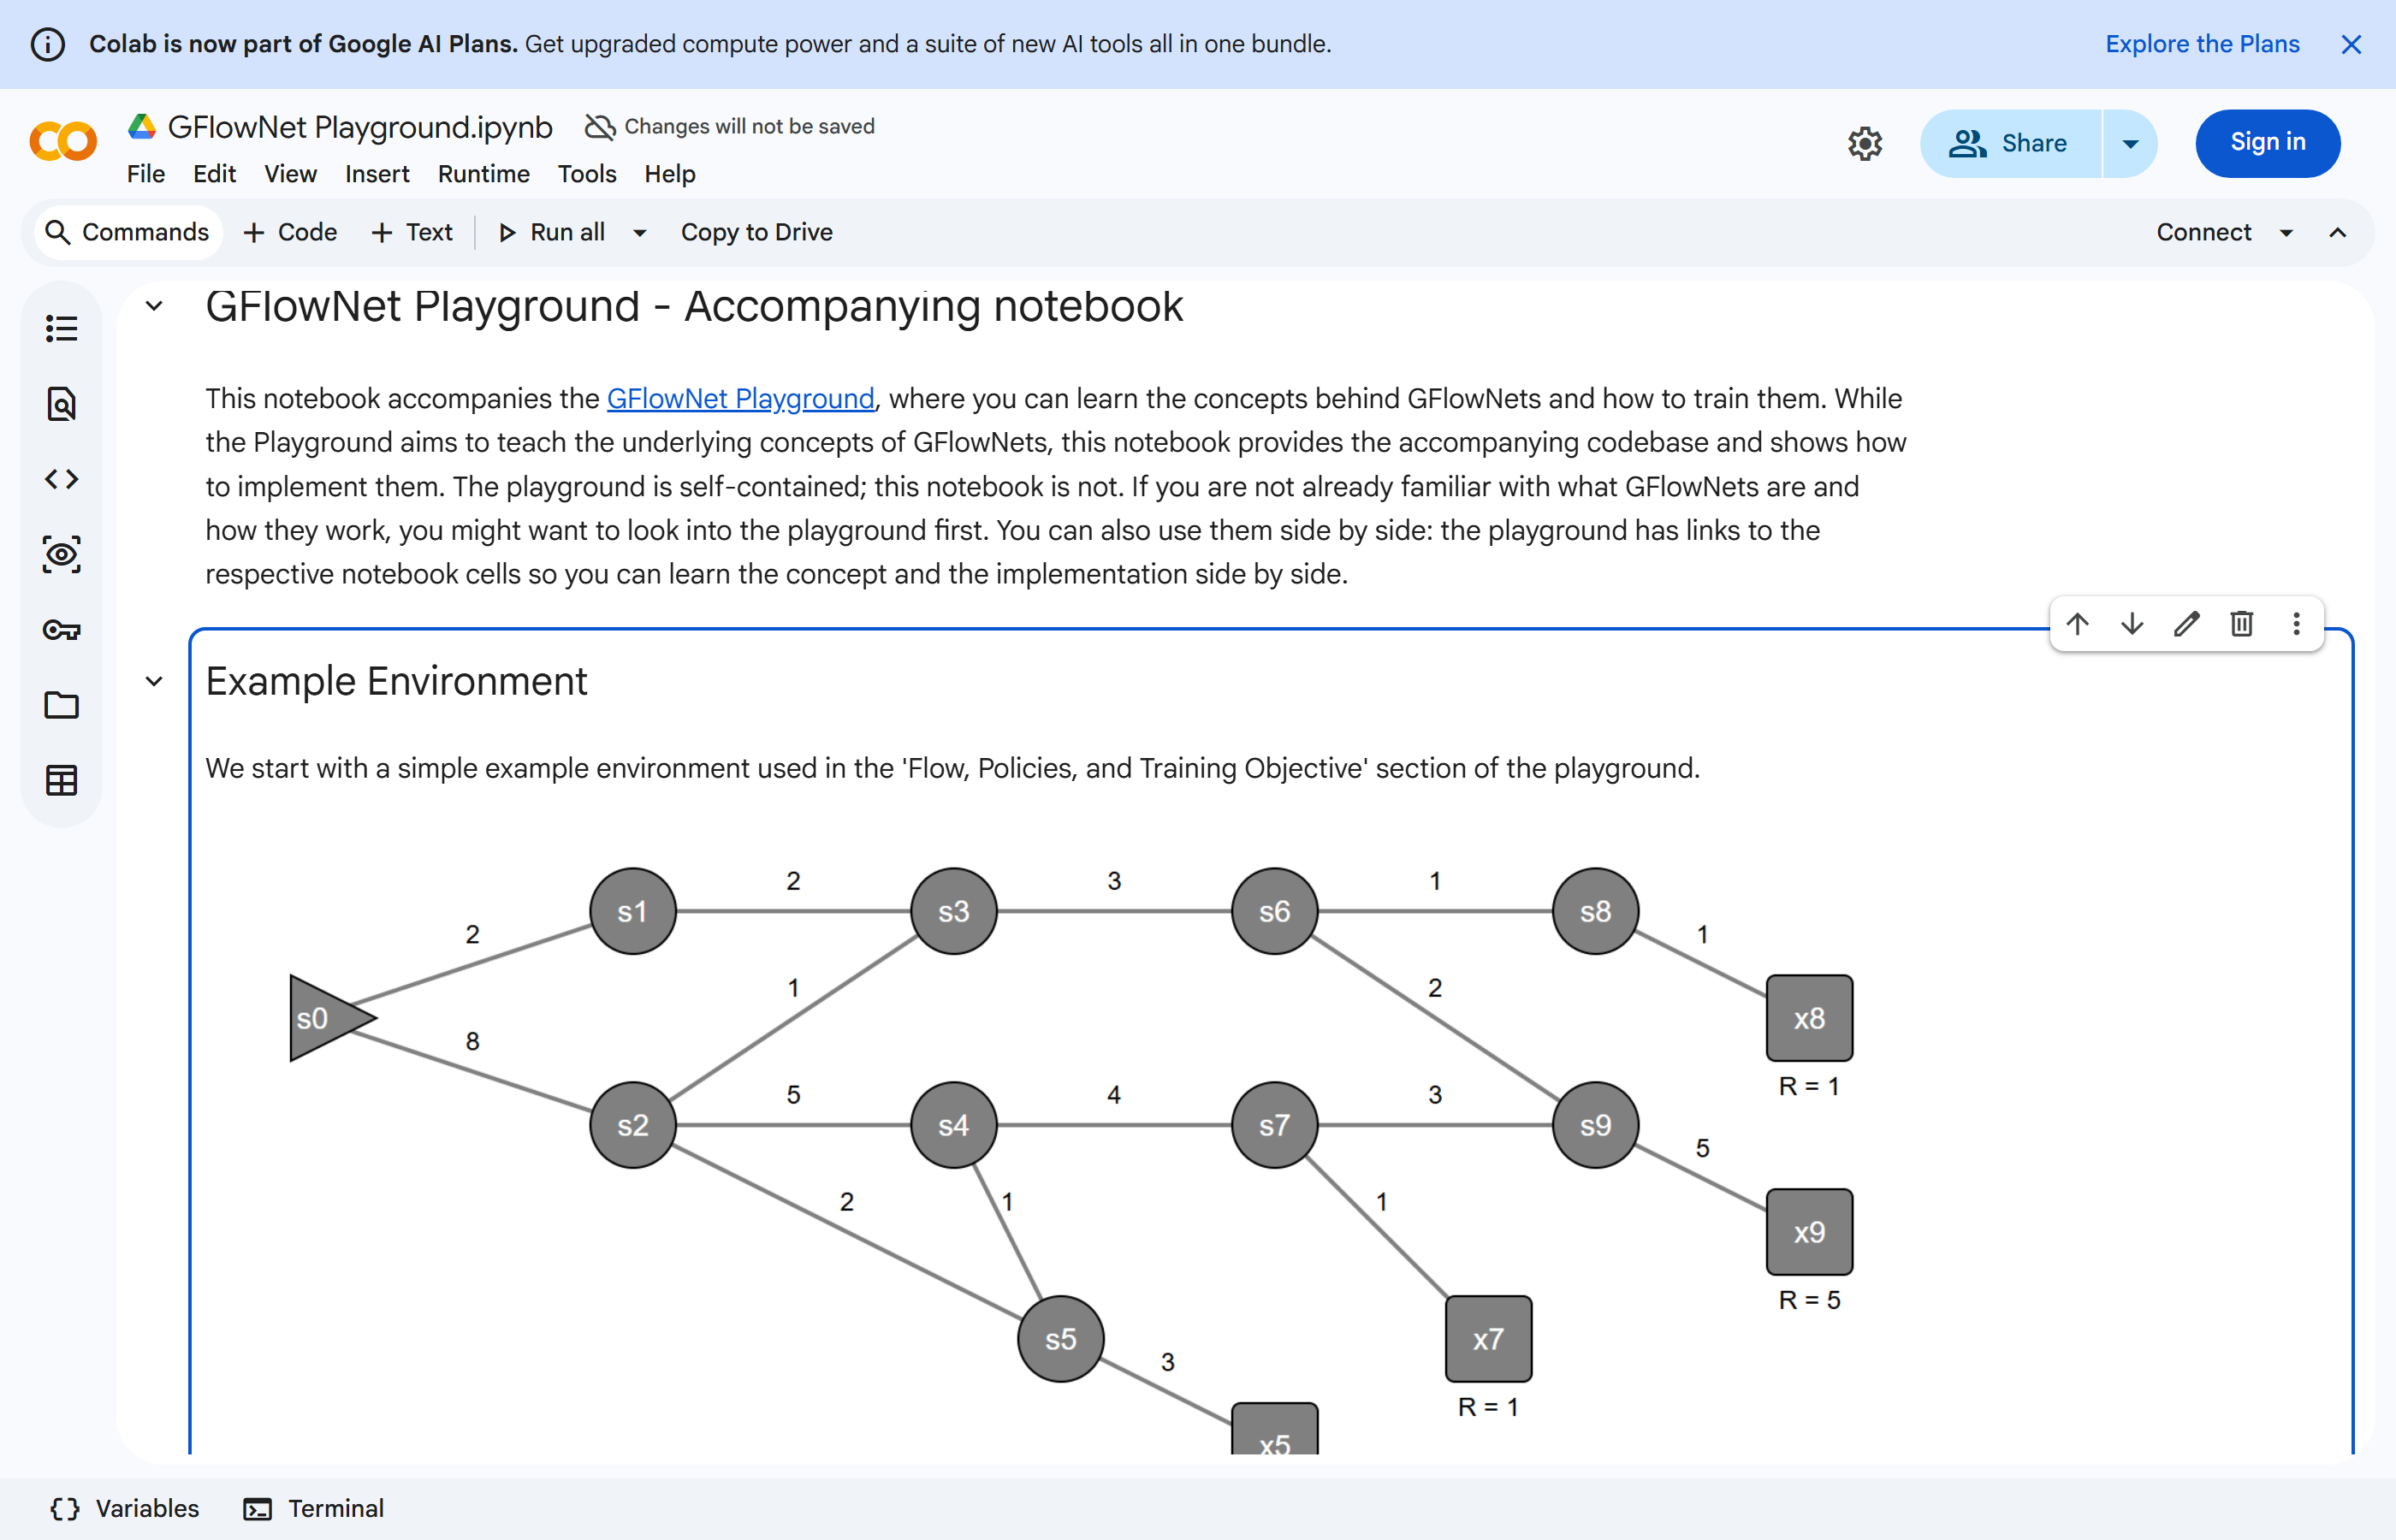 Colab is now part of Google AI Plans. Get upgraded compute power and a suite of new AI tools all in one bundle.
Explore the Plans
GFlowNet Playground.ipynb
Changes will not be saved
File Edit View Insert Runtime Tools Help
Share
Sign in
Commands + Code + Text Run all Copy to Drive
Connect
GFlowNet Playground - Accompanying notebook
This notebook accompanies the GFlowNet Playground, where you can learn the concepts behind GFlowNets and how to train them. While
the Playground aims to teach the underlying concepts of GFlowNets, this notebook provides the accompanying codebase and shows how
to implement them. The playground is self-contained; this notebook is not. If you are not already familiar with what GFlowNets are and
how they work, you might want to look into the playground first. You can also use them side by side: the playground has links to the
respective notebook cells so you can learn the concept and the implementation side by side.
Example Environment
We start with a simple example environment used in the 'Flow, Policies, and Training Objective' section of the playground.
2 3 1
s1 s3 s6 s8
2 1
1 2
s0 x8
8
R = 1
5 4 3
s2 s4 s7 s9
5
2 1 1
x9
R = 5
s5 x7
3
R = 1
x5
Variables Terminal